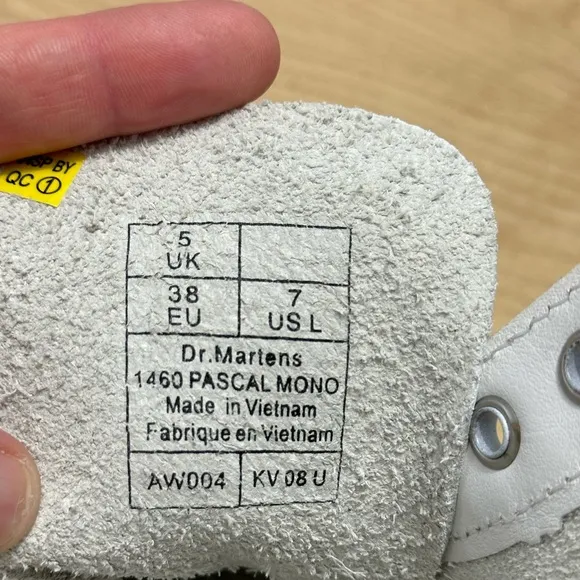 BY
QC 1
5
UK
38
EU
7
US L
Dr.Martens
1460 PASCAL MONO
Made in Vietnam
Fabrique en Vietnam
AW004
KV 08 U